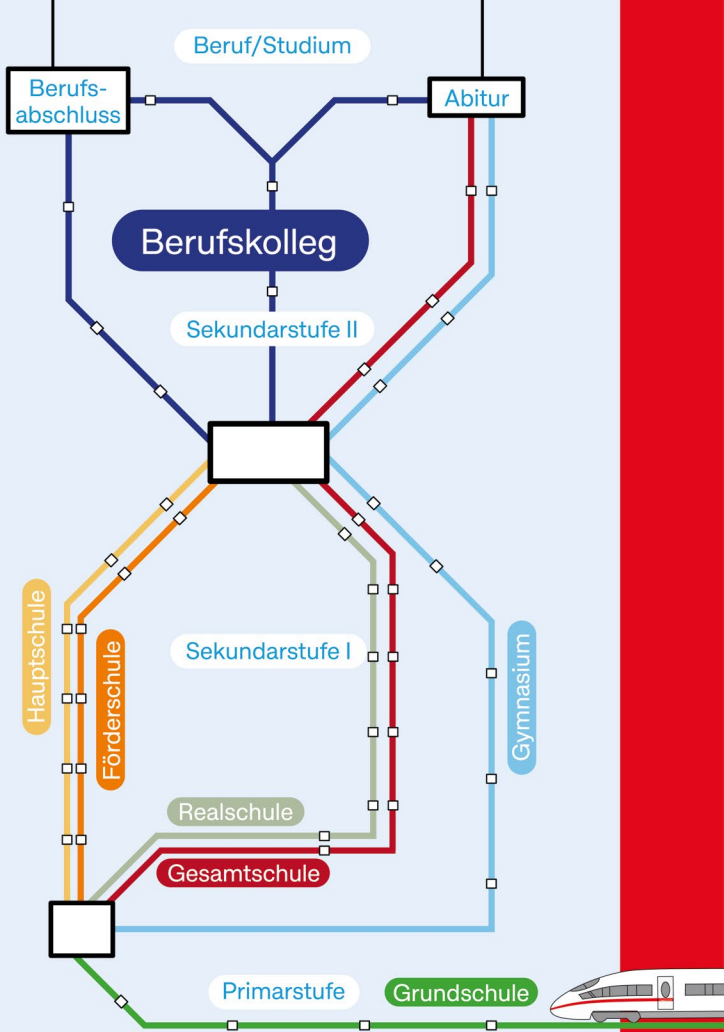 Beruf/Studium
Berufs-
abschluss
Abitur
Berufskolleg
Sekundarstufe II
Hauptschule
Förderschule
Sekundarstufe I
Gymnasium
Realschule
Gesamtschule
Primarstufe
Grundschule